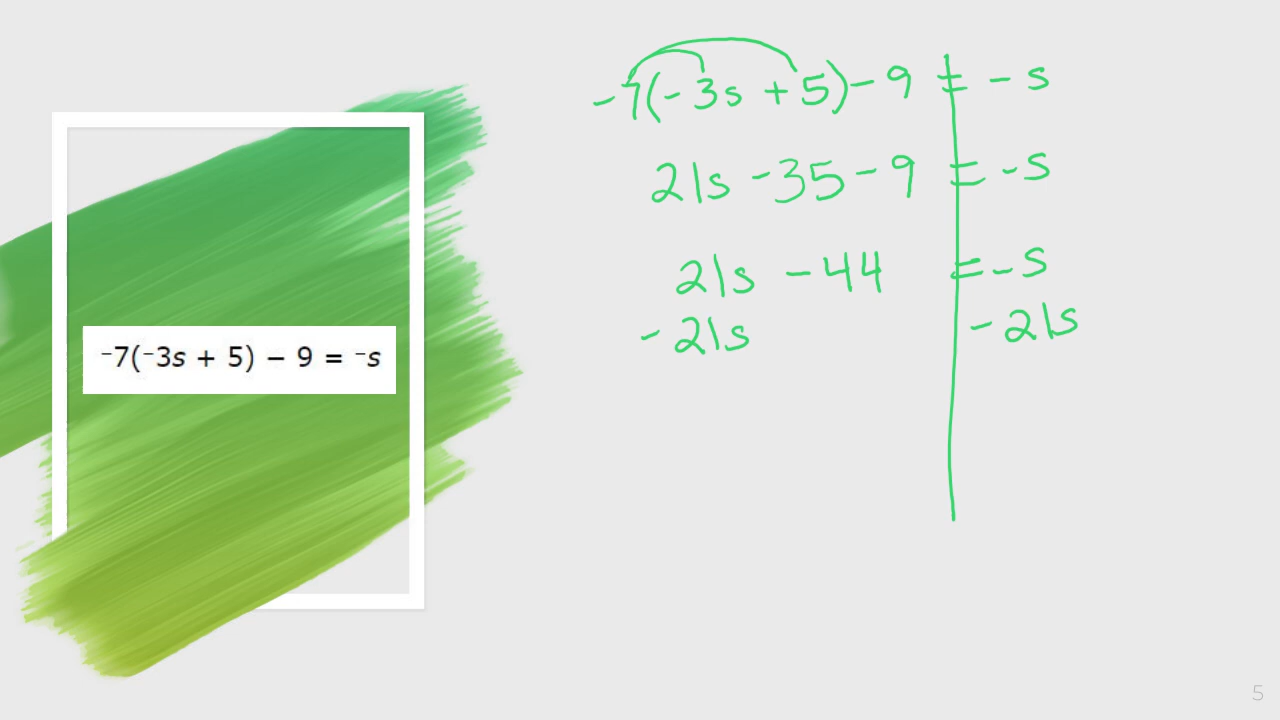 ⁻7(⁻3s + 5) − 9 = ⁻s
-7(-3s + 5) - 9 = - s
21s - 35 - 9 = - s
21s - 44 = - s
- 21s - 21s
5